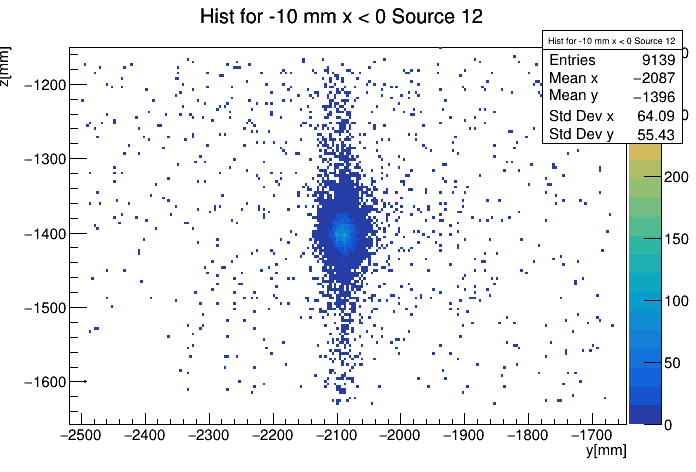 Hist for -10 mm x < 0 Source 12
z[mm]
Hist for -10 mm x < 0 Source 12
Entries 9139
Mean x −2087
Mean y −1396
Std Dev x 64.09
Std Dev y 55.43
−1200
−1300
−1400
−1500
−1600
200
150
100
50
0
−2500 −2400 −2300 −2200 −2100 −2000 −1900 −1800 −1700
y[mm]